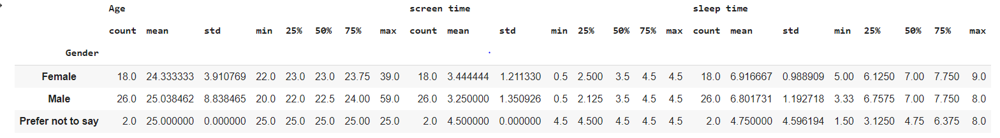 Age screen time sleep time
count mean std min 25% 50% 75% max count mean std min 25% 50% 75% max count mean std min 25% 50% 75% max
Gender
Female 18.0 24.333333 3.910769 22.0 23.0 23.0 23.75 39.0 18.0 3.444444 1.211330 0.5 2.500 3.5 4.5 4.5 18.0 6.916667 0.988909 5.00 6.1250 7.00 7.750 9.0
Male 26.0 25.038462 8.838465 20.0 22.0 22.5 24.00 59.0 26.0 3.250000 1.350926 0.5 2.125 3.5 4.5 4.5 26.0 6.801731 1.192718 3.33 6.7575 7.00 7.750 8.0
Prefer not to say 2.0 25.000000 0.000000 25.0 25.0 25.0 25.00 25.0 2.0 4.500000 0.000000 4.5 4.500 4.5 4.5 4.5 2.0 4.750000 4.596194 1.50 3.1250 4.75 6.375 8.0